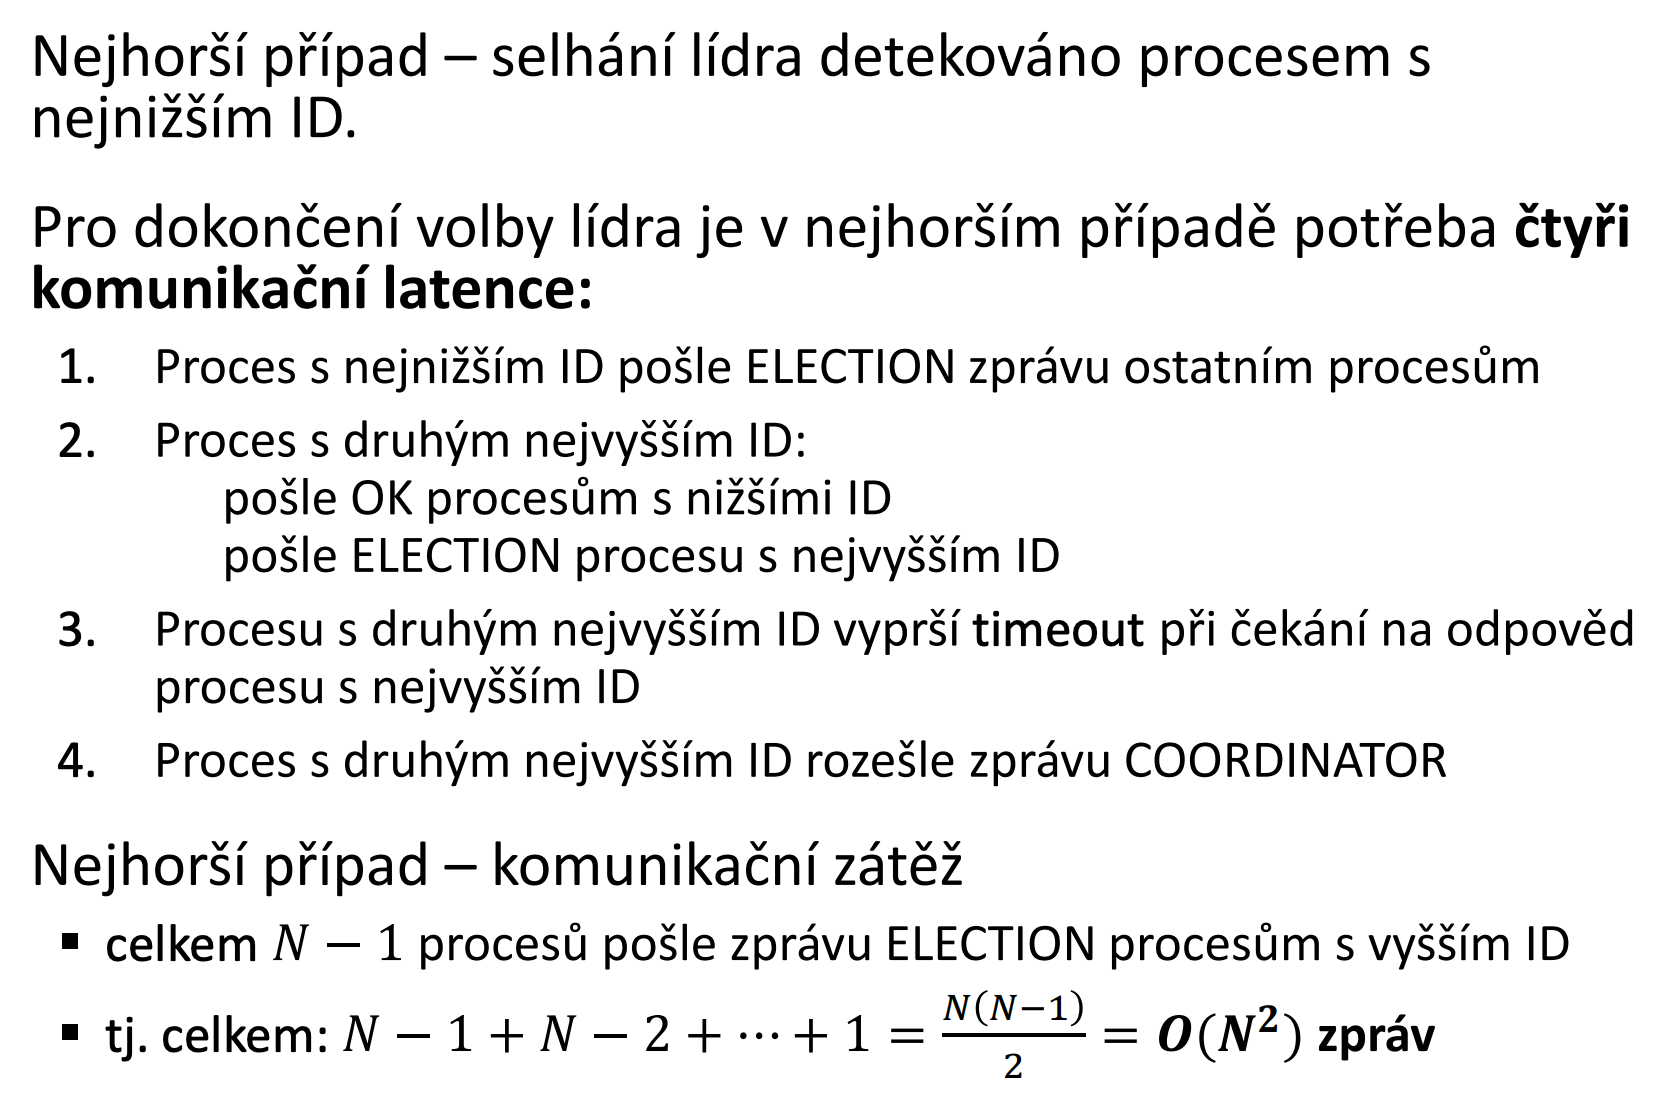 Nejhorší případ – selhání lídra detekováno procesem s
nejnižším ID.
Pro dokončení volby lídra je v nejhorším případě potřeba čtyři
komunikační latence:
1. Proces s nejnižším ID pošle ELECTION zprávu ostatním procesům
2. Proces s druhým nejvyšším ID:
pošle OK procesům s nižšími ID
pošle ELECTION procesu s nejvyšším ID
3. Procesu s druhým nejvyšším ID vyprší timeout při čekání na odpověd
procesu s nejvyšším ID
4. Proces s druhým nejvyšším ID rozešle zprávu COORDINATOR
Nejhorší případ – komunikační zátěž
▪ celkem N − 1 procesů pošle zprávu ELECTION procesům s vyšším ID
▪ tj. celkem: N − 1 + N − 2 + ⋯ + 1 = N(N−1)/2 = O(N²) zpráv